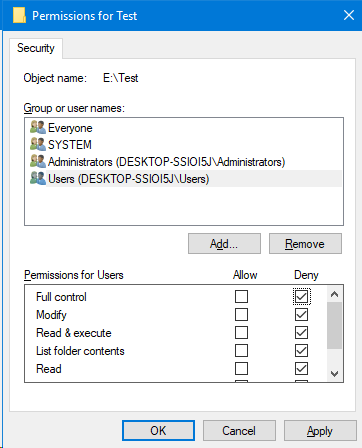 Permissions for Test
Security
Object name: E:\Test
Group or user names:
Everyone
SYSTEM
Administrators (DESKTOP-SSIOI5J\Administrators)
Users (DESKTOP-SSIOI5J\Users)
Add... Remove
Permissions for Users Allow Deny
Full control
Modify
Read & execute
List folder contents
Read
OK Cancel Apply